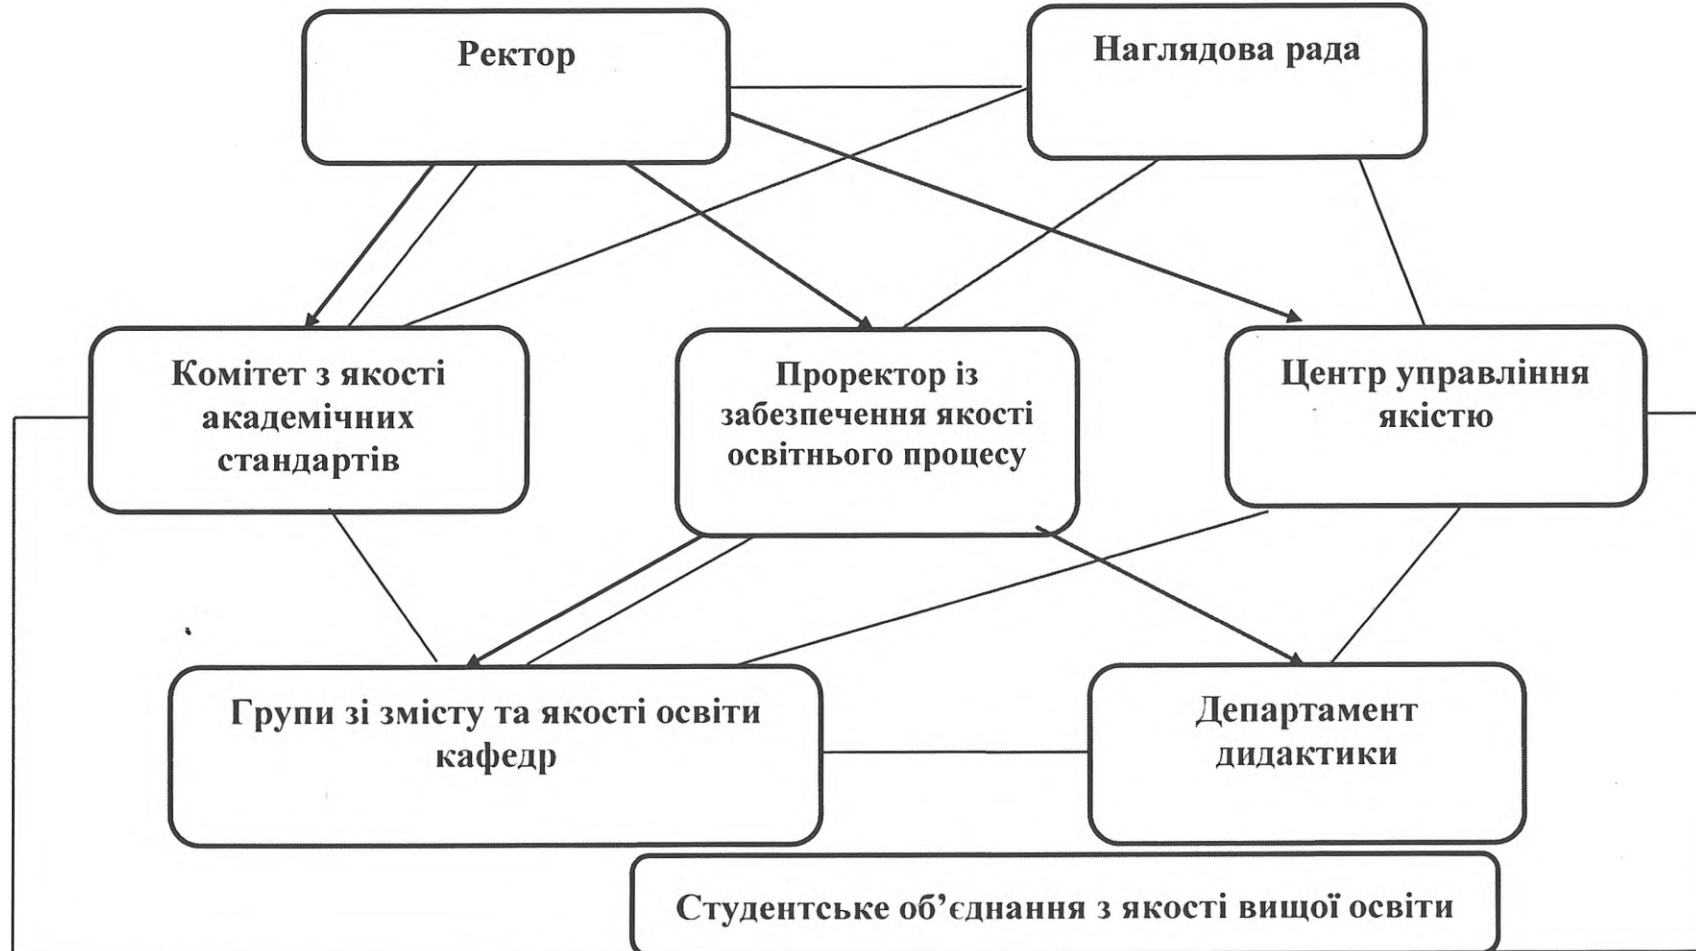 Ректор
Наглядова рада
Комітет з якості
академічних
стандартів
Проректор із
забезпечення якості
освітнього процесу
Центр управління
якістю
Групи зі змісту та якості освіти
кафедр
Департамент
дидактики
Студентське об’єднання з якості вищої освіти